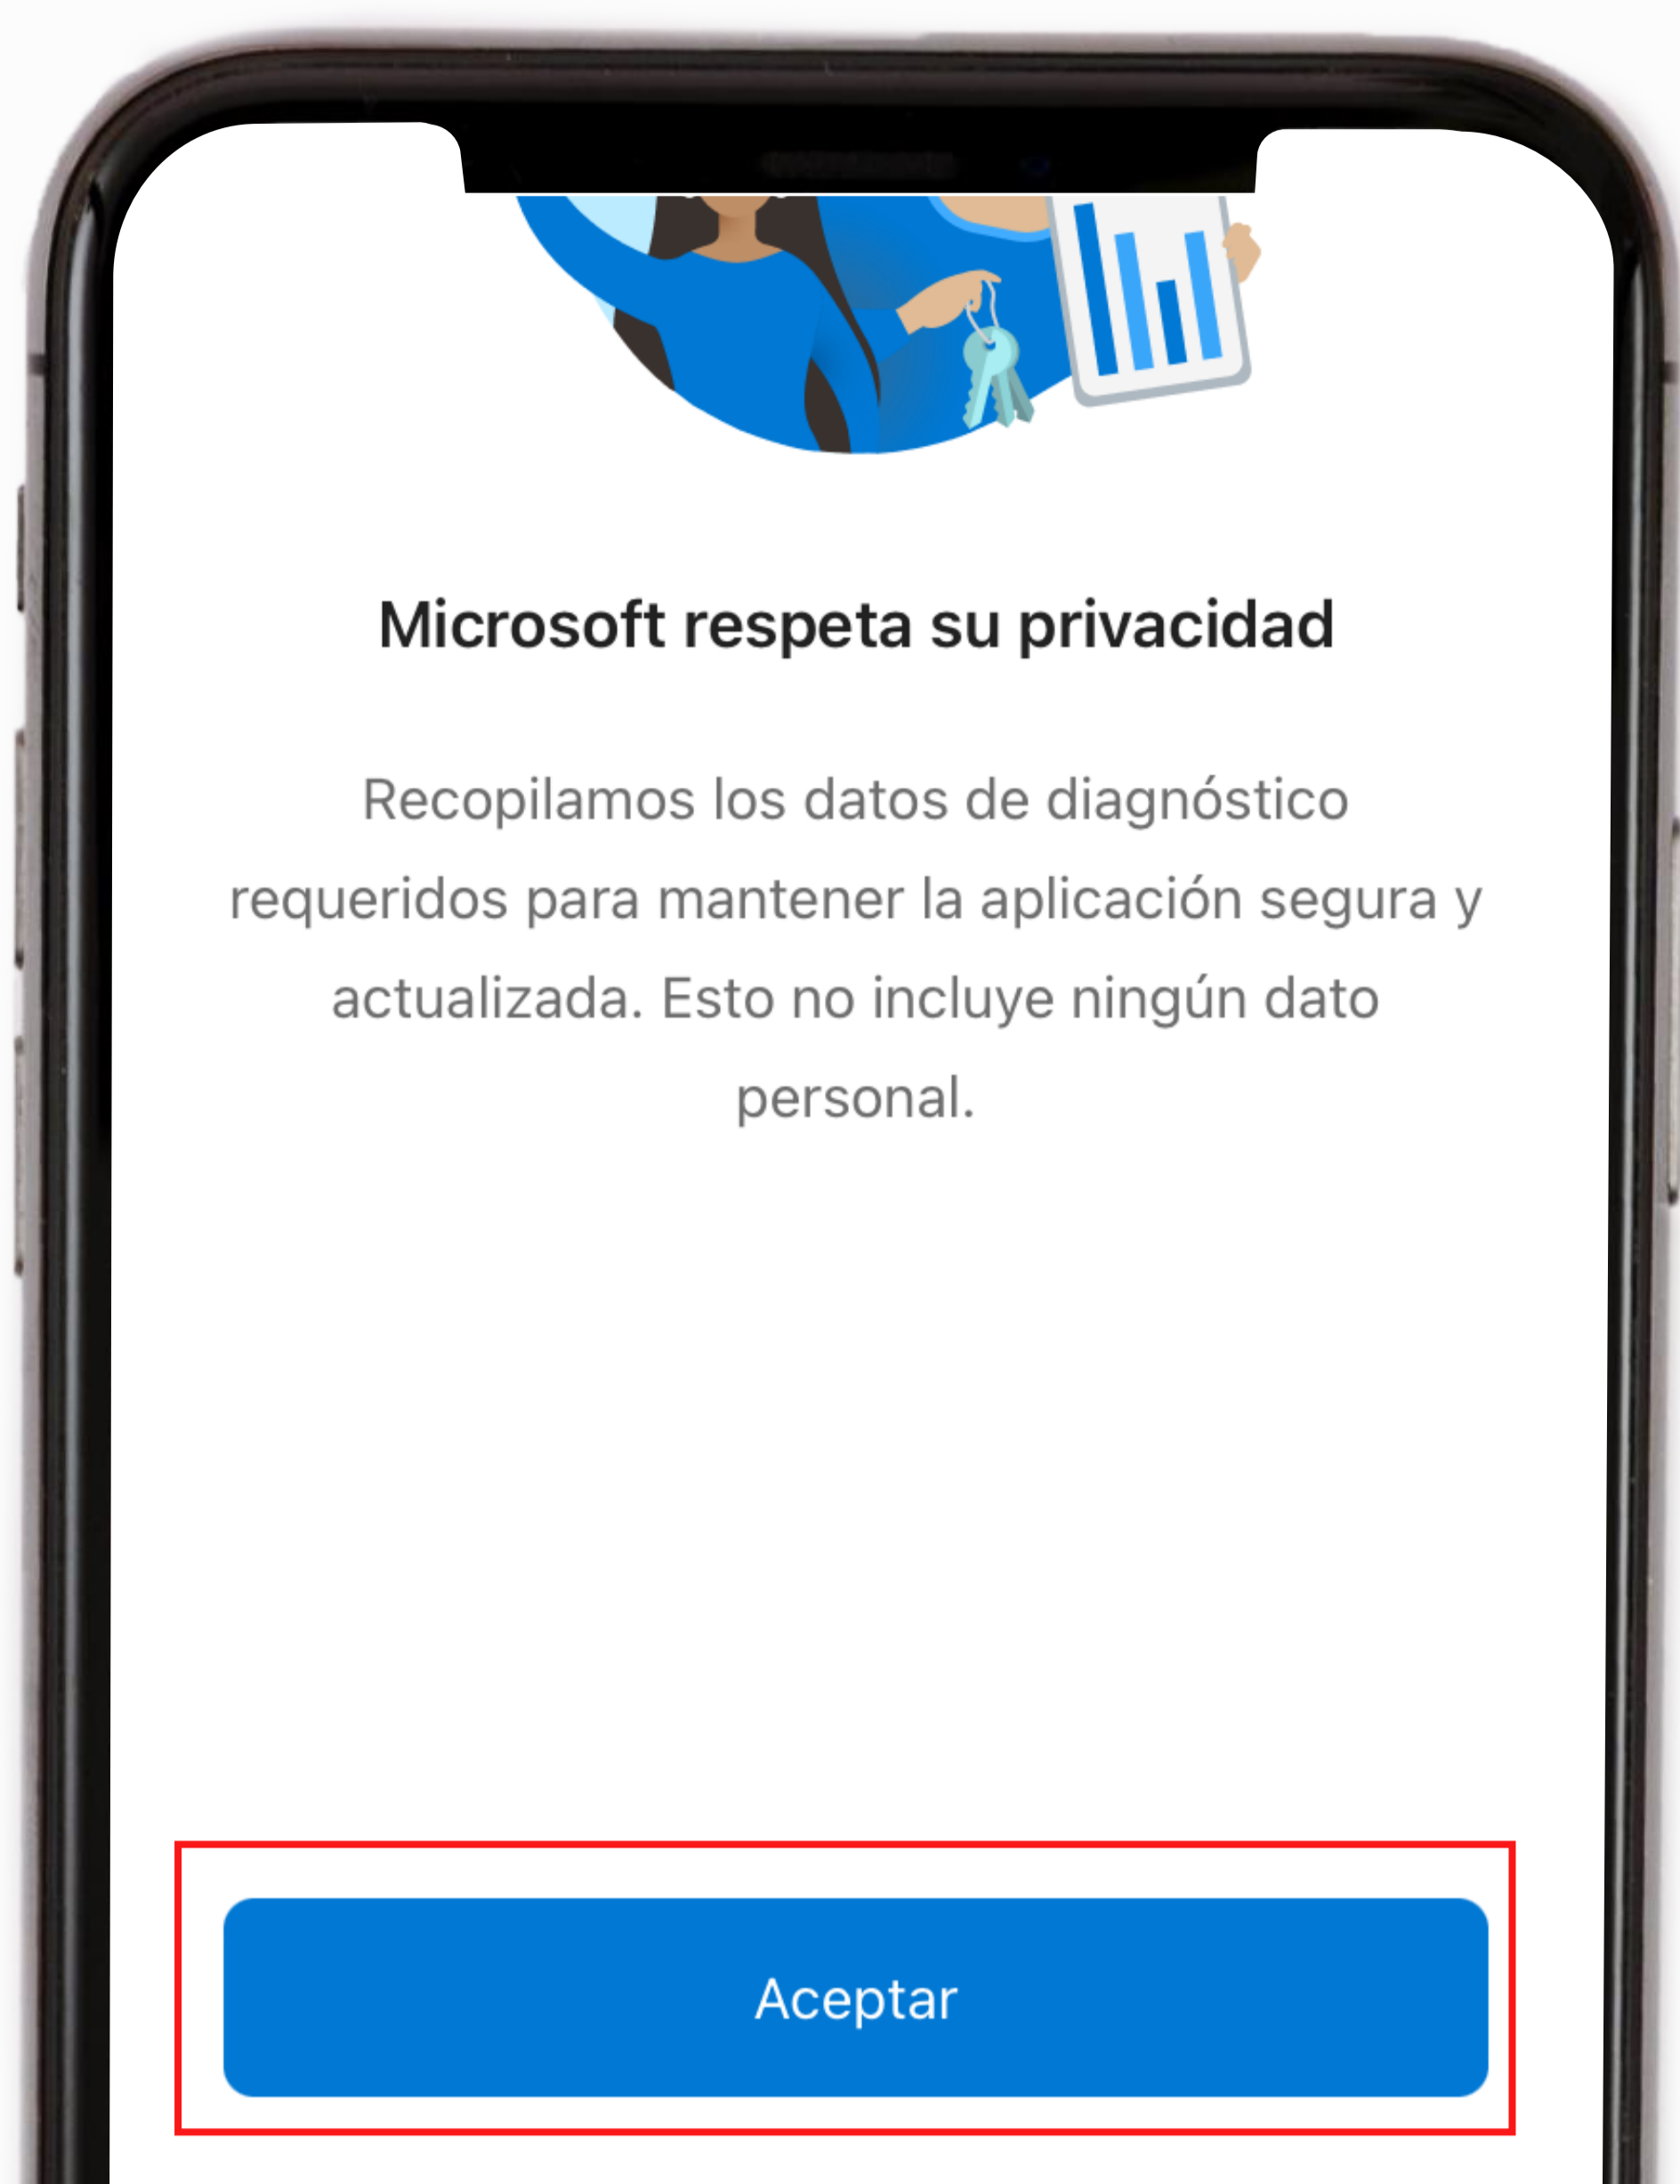 Microsoft respeta su privacidad
Recopilamos los datos de diagnóstico
requeridos para mantener la aplicación segura y
actualizada. Esto no incluye ningún dato
personal.
Aceptar